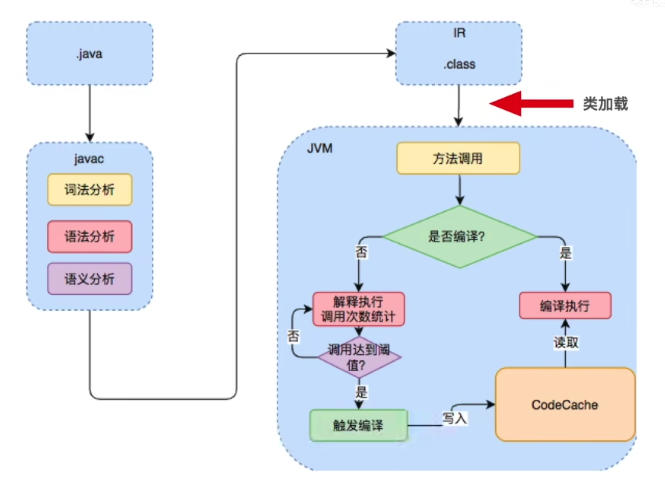 .java
javac
词法分析
语法分析
语义分析
IR
.class
类加载
JVM
方法调用
是否编译?
否
是
解释执行
调用次数统计
编译执行
否
调用达到阈
值?
读取
是
触发编译
写入
CodeCache